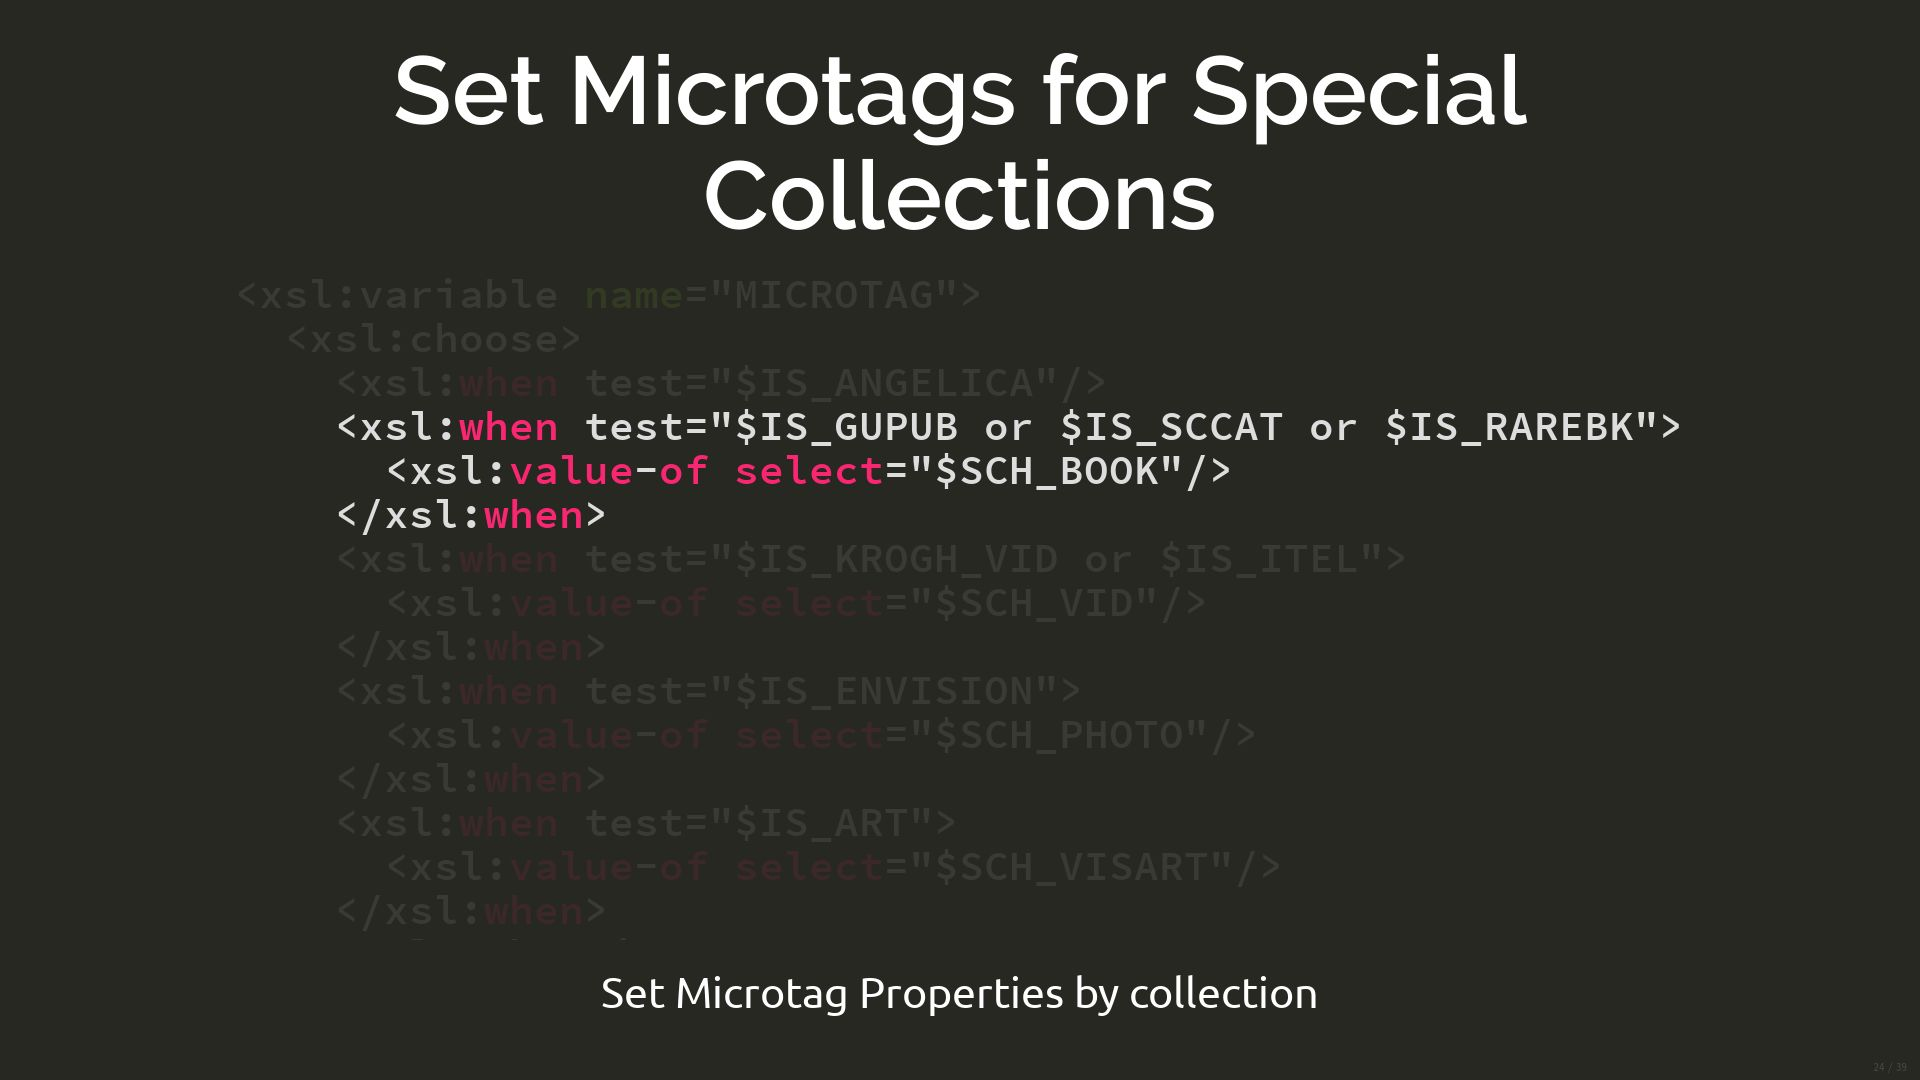 Set Microtags for Special
Collections
<xsl:variable name="MICROTAG">
<xsl:choose>
<xsl:when test="$IS_ANGELICA"/>
<xsl:when test="$IS_GUPUB or $IS_SCCAT or $IS_RAREBK">
<xsl:value-of select="$SCH_BOOK"/>
</xsl:when>
<xsl:when test="$IS_KROGH_VID or $IS_ITEL">
<xsl:value-of select="$SCH_VID"/>
</xsl:when>
<xsl:when test="$IS_ENVISION">
<xsl:value-of select="$SCH_PHOTO"/>
</xsl:when>
<xsl:when test="$IS_ART">
<xsl:value-of select="$SCH_VISART"/>
</xsl:when>
Set Microtag Properties by collection
24 / 39